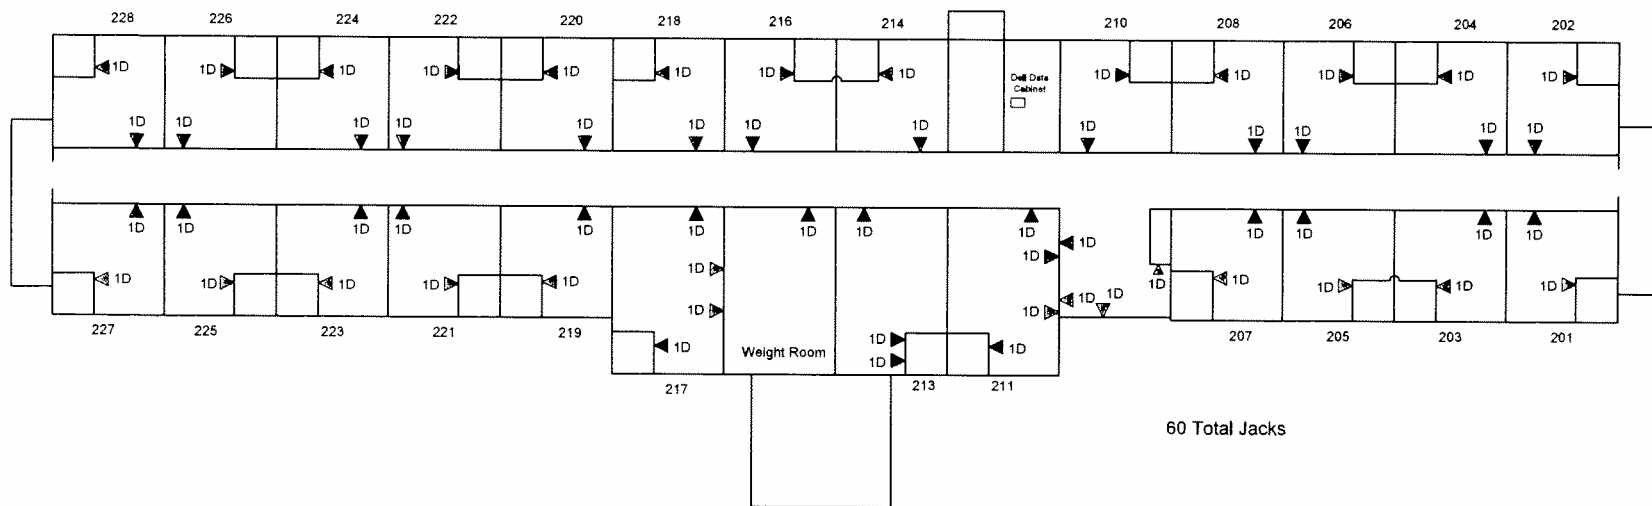 228 226 224 222 220 218 216 214 210 208 206 204 202
1D 1D 1D 1D 1D 1D 1D 1D 1D 1D 1D 1D 1D
Dell Data
Cabinet
1D 1D 1D 1D 1D 1D 1D 1D 1D 1D 1D 1D 1D
1D 1D 1D 1D 1D 1D 1D 1D 1D 1D 1D 1D 1D
1D
1D 1D
1D 1D 1D 1D 1D 1D 1D 1D 1D 1D 1D
1D 1D 1D
1D 1D
227 225 223 221 219 207 205 203 201
1D 1D 1D
Weight Room
1D
217 213 211
60 Total Jacks